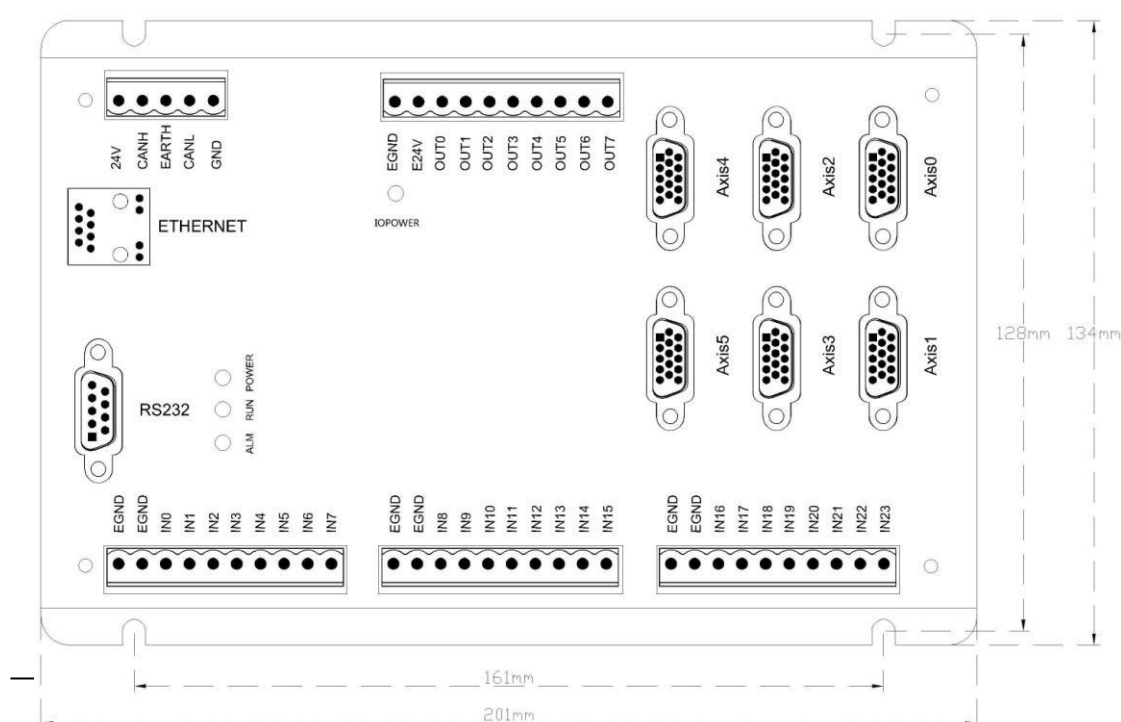 24V
CANH
EARTH
CANL
GND
EGND
E24V
OUT0
OUT1
OUT2
OUT3
OUT4
OUT5
OUT6
OUT7
IOPOWER
Axis4
Axis2
Axis0
ETHERNET
Axis5
Axis3
Axis1
128mm
134mm
RS232
POWER
RUN
ALM
EGND
EGND
IN0
IN1
IN2
IN3
IN4
IN5
IN6
IN7
EGND
EGND
IN8
IN9
IN10
IN11
IN12
IN13
IN14
IN15
EGND
EGND
IN16
IN17
IN18
IN19
IN20
IN21
IN22
IN23
161mm
201mm